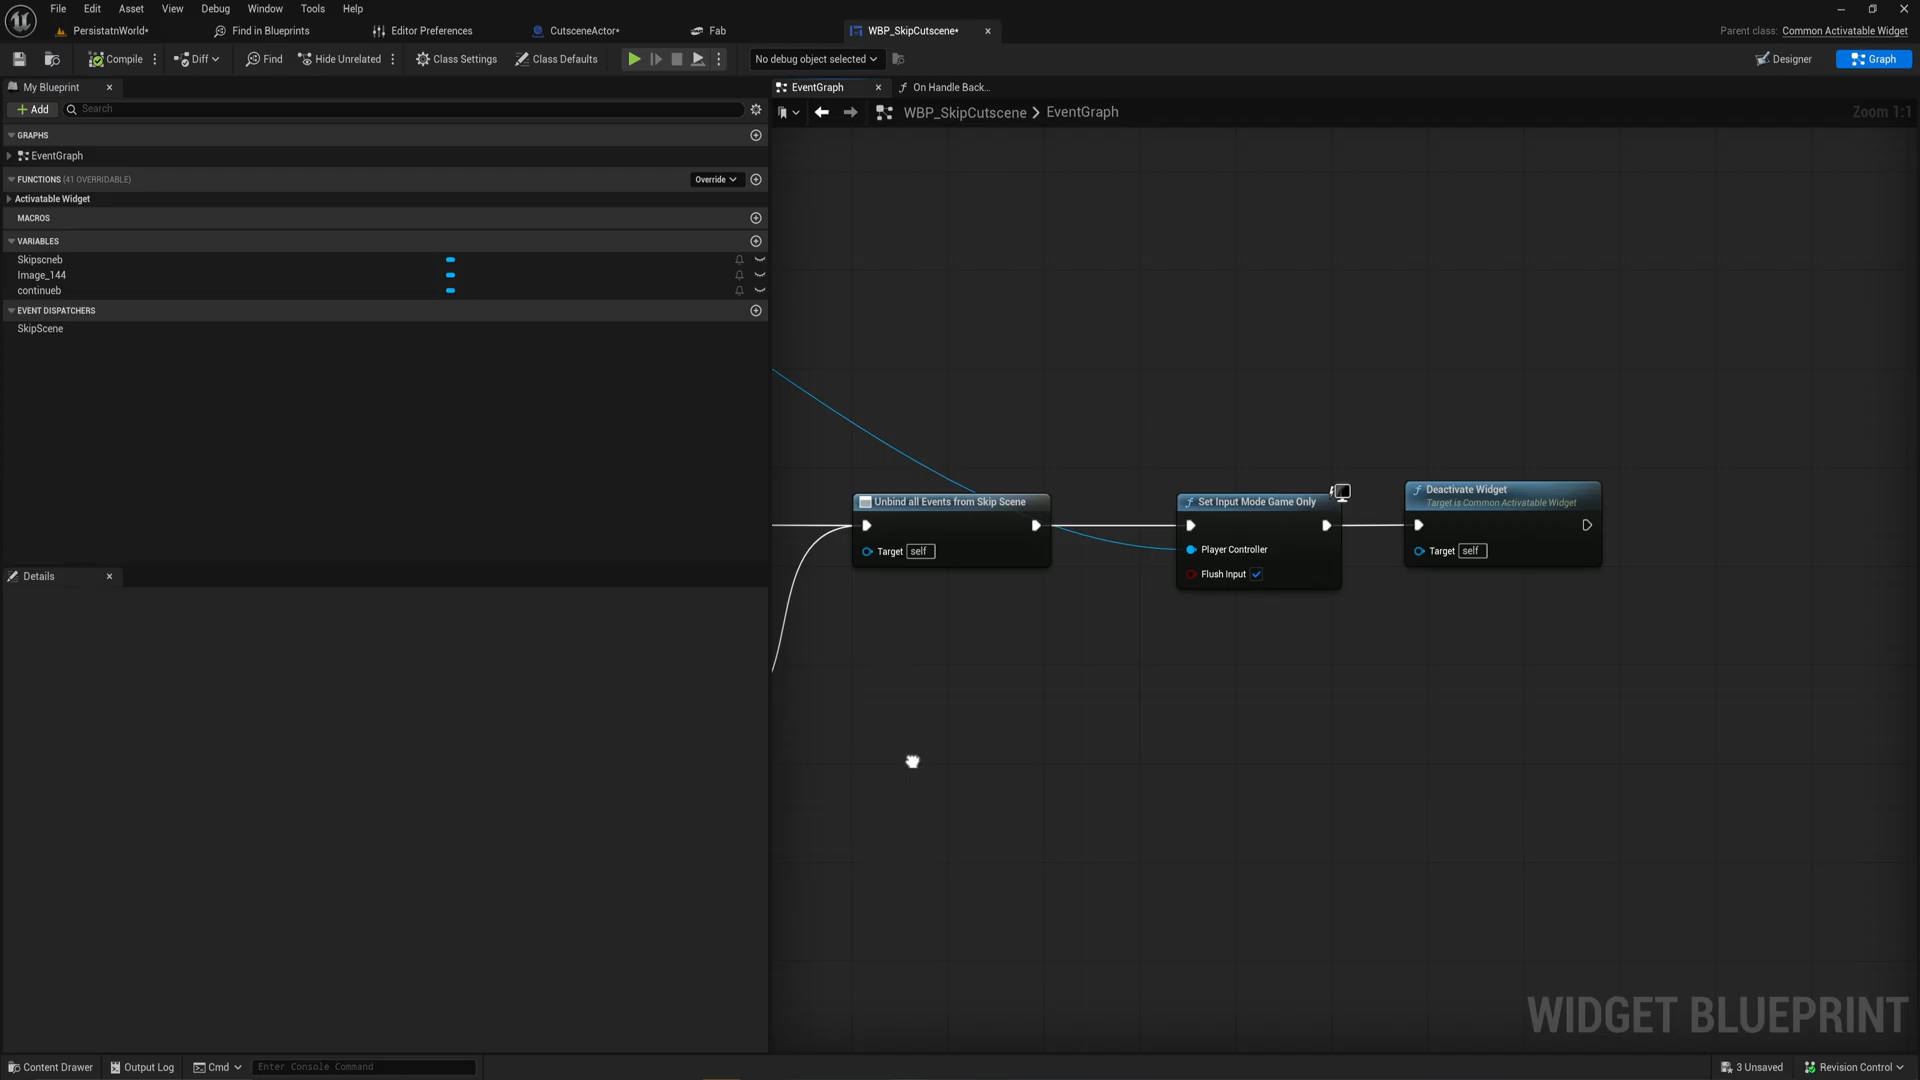 File Edit Asset View Debug Window Tools Help
PersistatnWorld* Find in Blueprints Editor Preferences CutsceneActor* Fab WBP_SkipCutscene* Parent class: Common Activatable Widget
Compile Diff Find Hide Unrelated Class Settings Class Defaults No debug object selected Designer Graph
My Blueprint EventGraph On Handle Back...
Add Search
WBP_SkipCutscene > EventGraph Zoom 1:1
GRAPHS
EventGraph
FUNCTIONS (41 OVERRIDABLE) Override
Activatable Widget
MACROS
VARIABLES
Skipscneb
Image_144
continueb
EVENT DISPATCHERS
SkipScene
Details
Unbind all Events from Skip Scene
Target self
Set Input Mode Game Only
Player Controller
Flush Input
Deactivate Widget
Target is Common Activatable Widget
Target self
WIDGET BLUEPRINT
Content Drawer Output Log Cmd Enter Console Command 3 Unsaved Revision Control